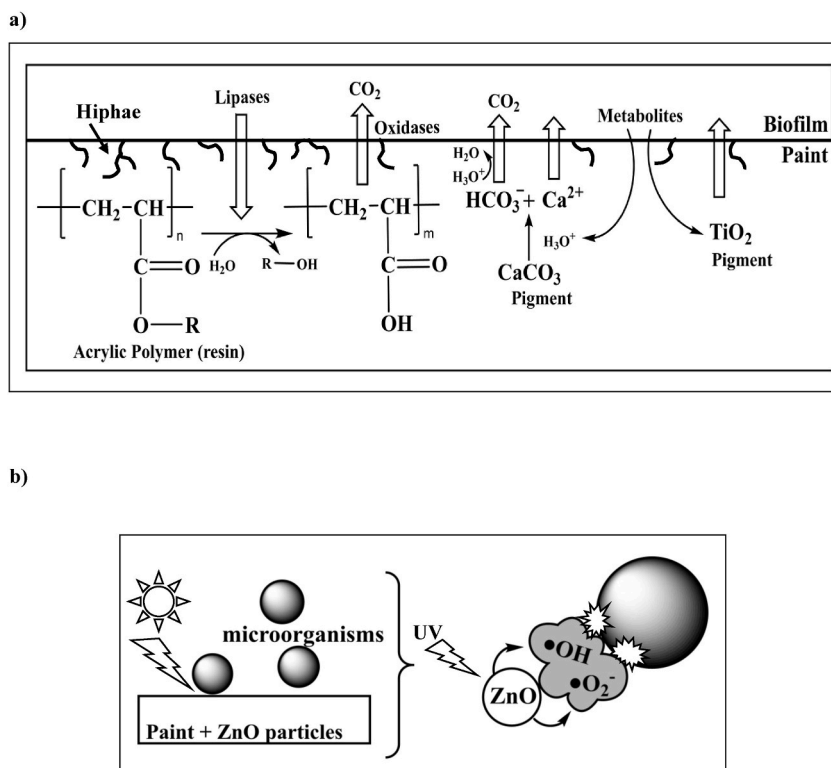 a)
Hiphae
Lipases
CO2
Oxidases
CO2
Metabolites
Biofilm
Paint
H2O
H3O+
HCO3- + Ca2+
CH2-CH
n
H2O
R-OH
CH2-CH
m
H3O+
TiO2
Pigment
C=O
C=O
CaCO3
Pigment
O-R
OH
Acrylic Polymer (resin)
b)
microorganisms
UV
•OH
•O2-
ZnO
Paint + ZnO particles